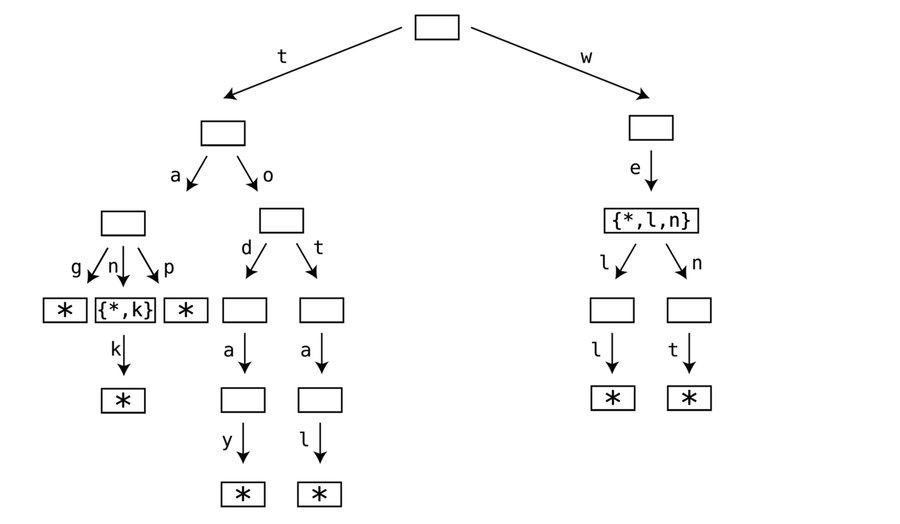 t w
a o e
{*,l,n}
g n p d t l n
* {*,k} * 
k a a l t
* * *
y l
* *